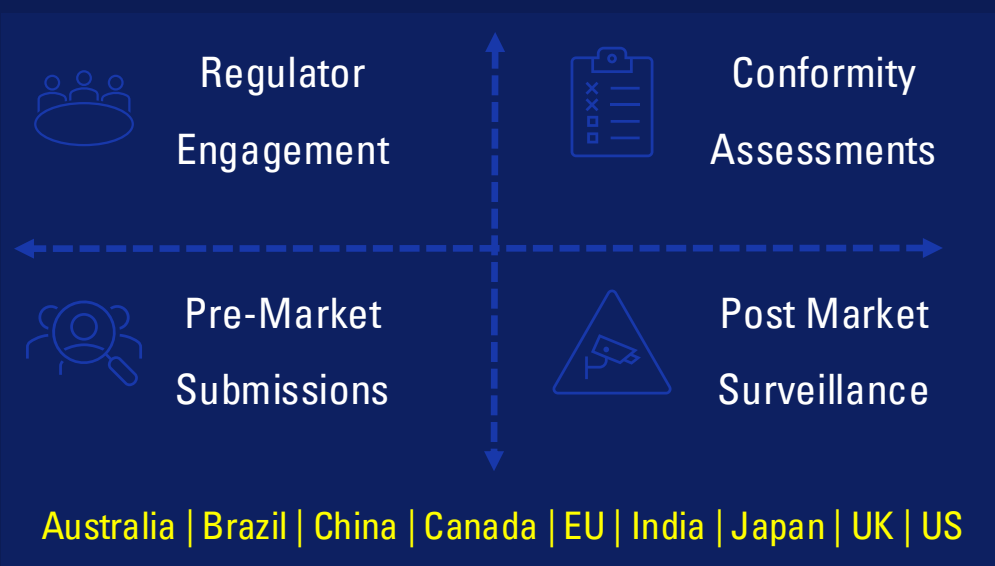 Regulator
Engagement
Conformity
Assessments
Pre-Market
Submissions
Post Market
Surveillance
Australia | Brazil | China | Canada | EU | India | Japan | UK | US